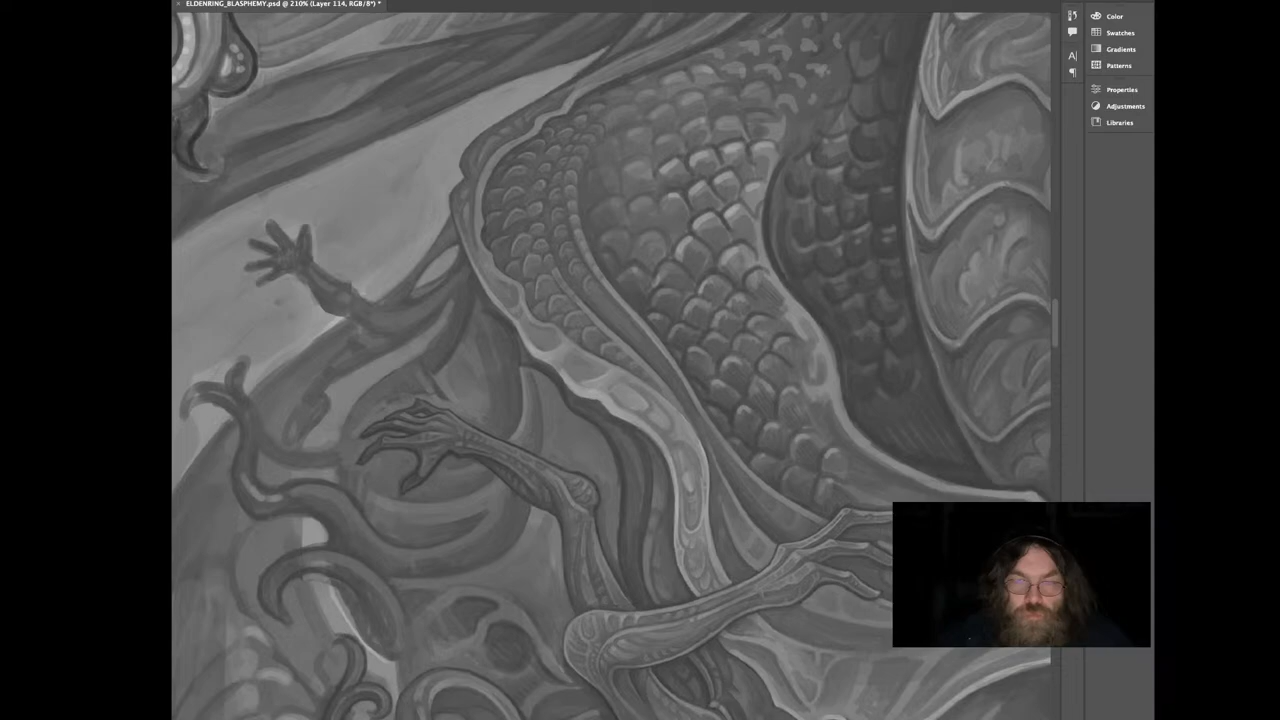 × ELDENRING_BLASPHEMY.psd @ 210% (Layer 114, RGB/8*) *
Color
Swatches
Gradients
Patterns
Properties
Adjustments
Libraries